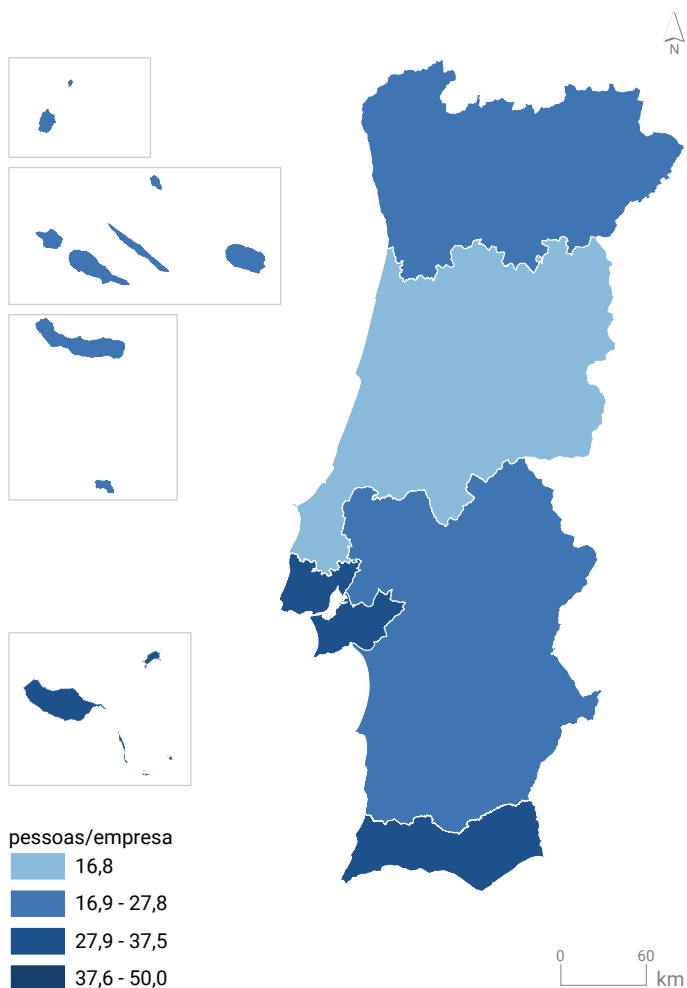 N
pessoas/empresa
16,8
16,9 - 27,8
27,9 - 37,5
37,6 - 50,0
0 60
km